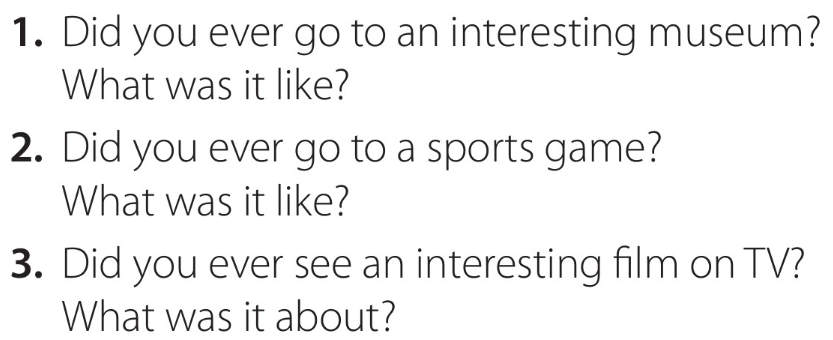 1. Did you ever go to an interesting museum?
What was it like?
2. Did you ever go to a sports game?
What was it like?
3. Did you ever see an interesting film on TV?
What was it about?